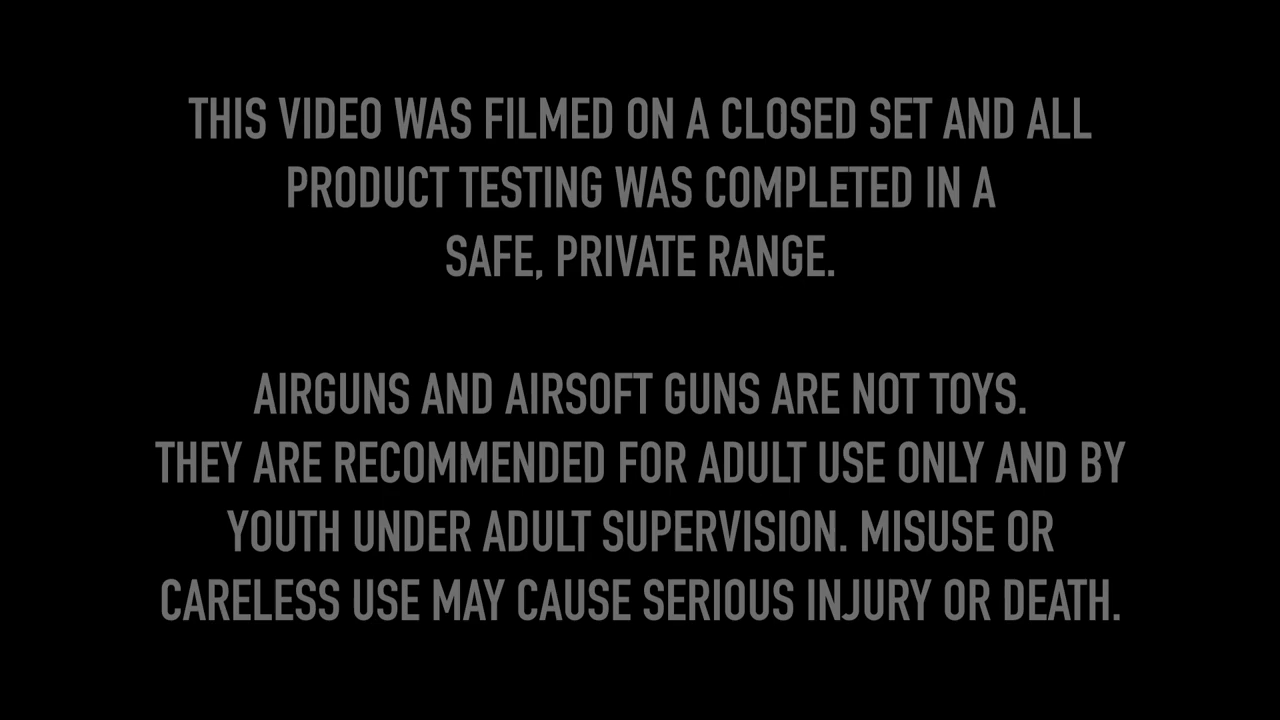 THIS VIDEO WAS FILMED ON A CLOSED SET AND ALL
PRODUCT TESTING WAS COMPLETED IN A
SAFE, PRIVATE RANGE.
AIRGUNS AND AIRSOFT GUNS ARE NOT TOYS.
THEY ARE RECOMMENDED FOR ADULT USE ONLY AND BY
YOUTH UNDER ADULT SUPERVISION. MISUSE OR
CARELESS USE MAY CAUSE SERIOUS INJURY OR DEATH.